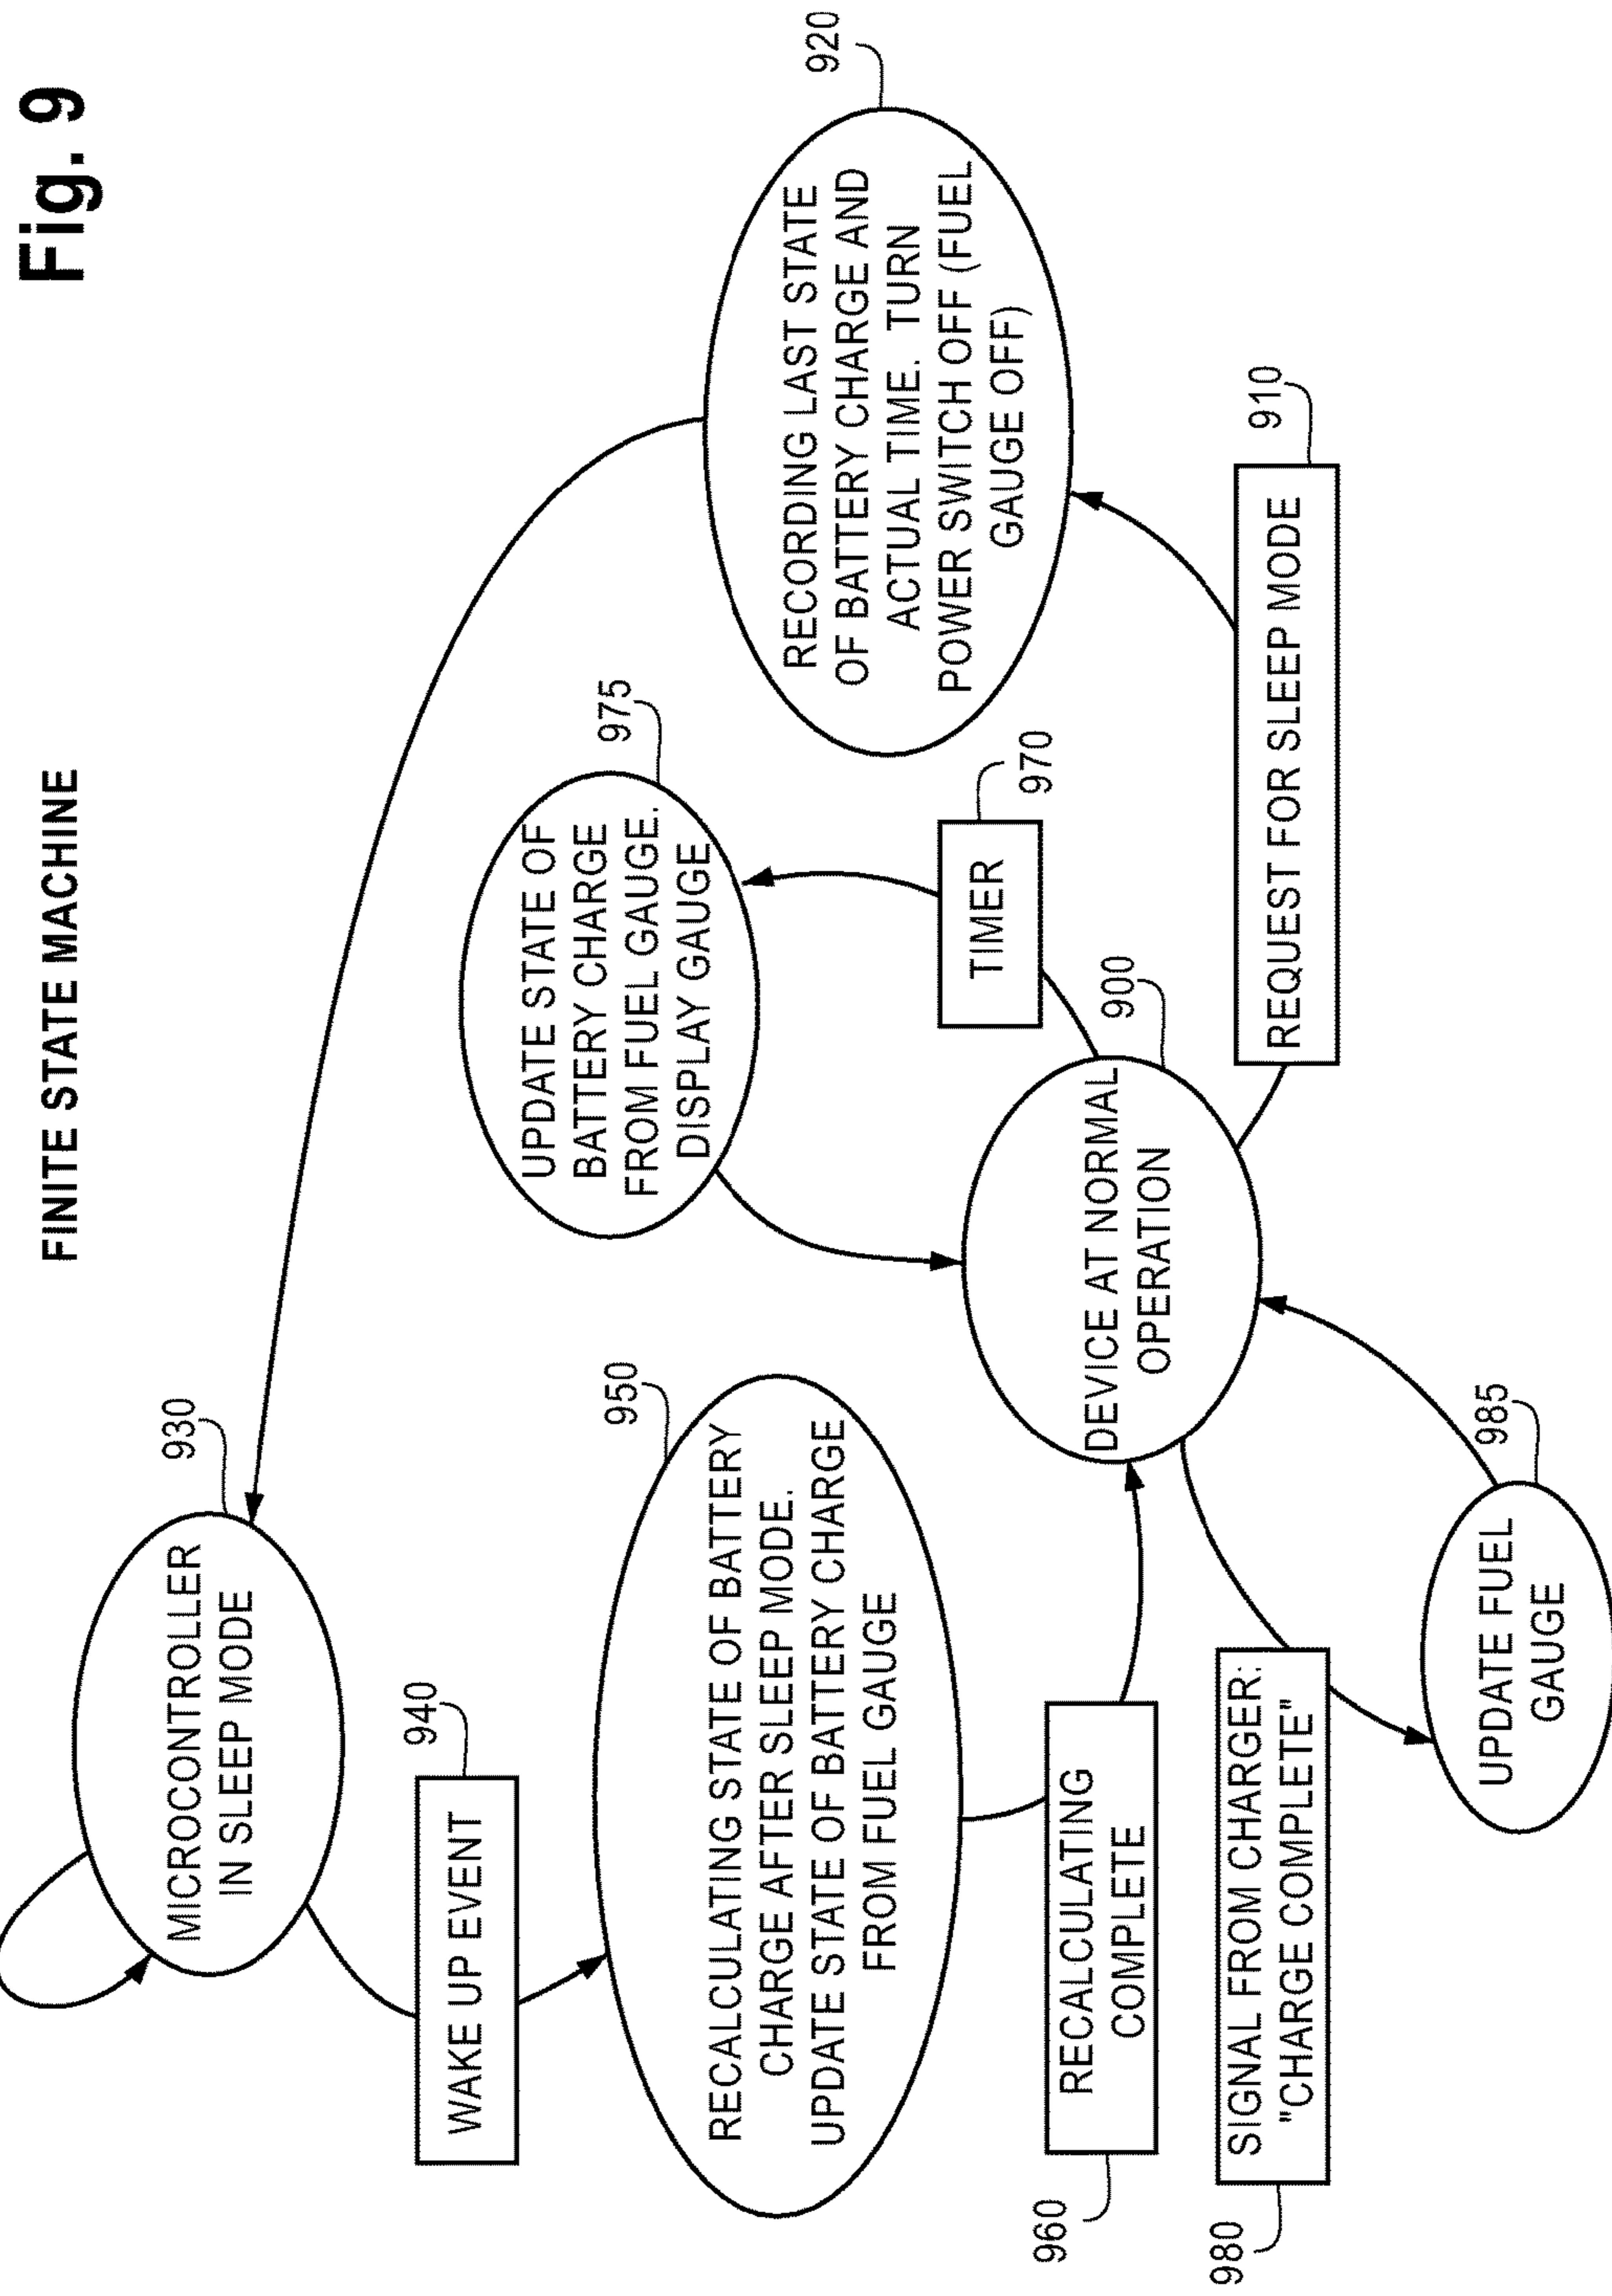 Fig. 9
FINITE STATE MACHINE
930
MICROCONTROLLER
IN SLEEP MODE
940
WAKE UP EVENT
950
RECALCULATING STATE OF BATTERY
CHARGE AFTER SLEEP MODE.
UPDATE STATE OF BATTERY CHARGE
FROM FUEL GAUGE
960
RECALCULATING
COMPLETE
980
SIGNAL FROM CHARGER:
"CHARGE COMPLETE"
985
UPDATE FUEL
GAUGE
975
UPDATE STATE OF
BATTERY CHARGE
FROM FUEL GAUGE.
DISPLAY GAUGE
970
TIMER
900
DEVICE AT NORMAL
OPERATION
920
RECORDING LAST STATE
OF BATTERY CHARGE AND
ACTUAL TIME. TURN
POWER SWITCH OFF (FUEL
GAUGE OFF)
910
REQUEST FOR SLEEP MODE